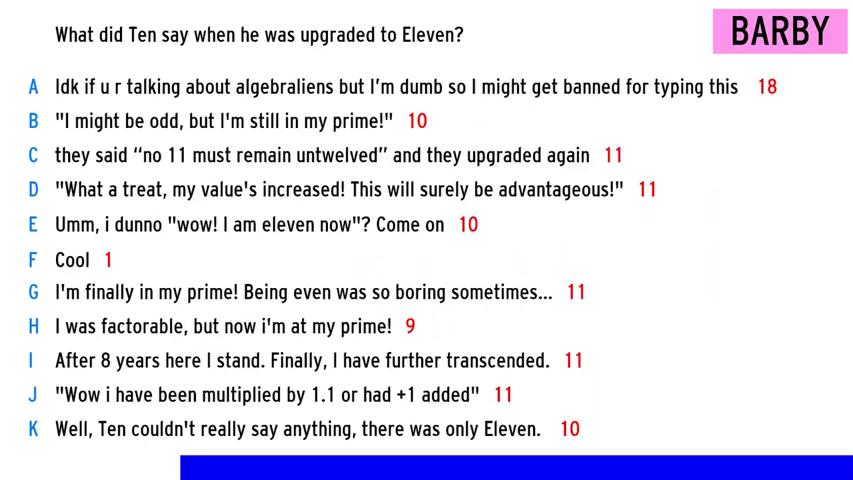 BARBY
What did Ten say when he was upgraded to Eleven?
A Idk if u r talking about algebraliens but I'm dumb so I might get banned for typing this 18
B "I might be odd, but I'm still in my prime!" 10
C they said “no 11 must remain untwelved” and they upgraded again 11
D "What a treat, my value's increased! This will surely be advantageous!" 11
E Umm, i dunno "wow! I am eleven now"? Come on 10
F Cool 1
G I'm finally in my prime! Being even was so boring sometimes... 11
H I was factorable, but now i'm at my prime! 9
I After 8 years here I stand. Finally, I have further transcended. 11
J "Wow i have been multiplied by 1.1 or had +1 added" 11
K Well, Ten couldn't really say anything, there was only Eleven. 10